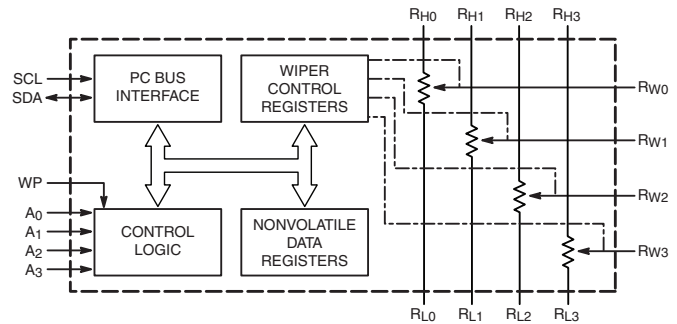 RH0 RH1 RH2 RH3
SCL
SDA
PC BUS
INTERFACE
WIPER
CONTROL
REGISTERS
RW0
RW1
WP
RW2
A0
A1
A2
A3
CONTROL
LOGIC
NONVOLATILE
DATA
REGISTERS
RW3
RL0 RL1 RL2 RL3